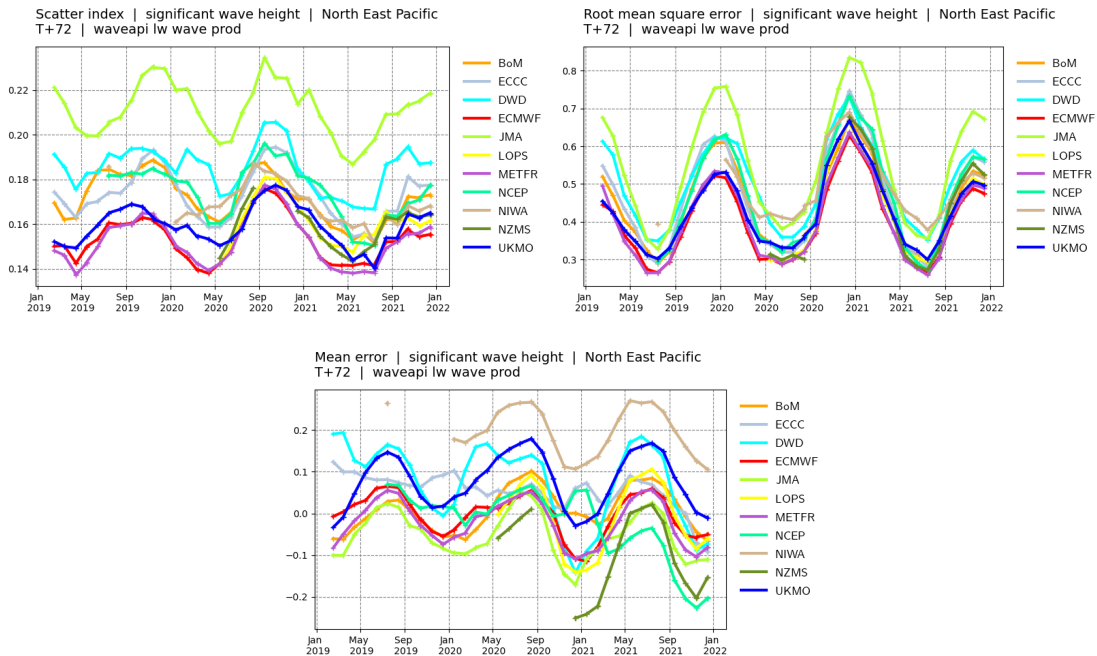 Scatter index | significant wave height | North East Pacific
T+72 | waveapi lw wave prod
0.22
0.20
0.18
0.16
0.14
Jan 2019 May 2019 Sep 2019 Jan 2020 May 2020 Sep 2020 Jan 2021 May 2021 Sep 2021 Jan 2022
BoM
ECCC
DWD
ECMWF
JMA
LOPS
METFR
NCEP
NIWA
NZMS
UKMO
Root mean square error | significant wave height | North East Pacific
T+72 | waveapi lw wave prod
0.8
0.7
0.6
0.5
0.4
0.3
Jan 2019 May 2019 Sep 2019 Jan 2020 May 2020 Sep 2020 Jan 2021 May 2021 Sep 2021 Jan 2022
BoM
ECCC
DWD
ECMWF
JMA
LOPS
METFR
NCEP
NIWA
NZMS
UKMO
Mean error | significant wave height | North East Pacific
T+72 | waveapi lw wave prod
0.2
0.1
0.0
−0.1
−0.2
Jan 2019 May 2019 Sep 2019 Jan 2020 May 2020 Sep 2020 Jan 2021 May 2021 Sep 2021 Jan 2022
BoM
ECCC
DWD
ECMWF
JMA
LOPS
METFR
NCEP
NIWA
NZMS
UKMO